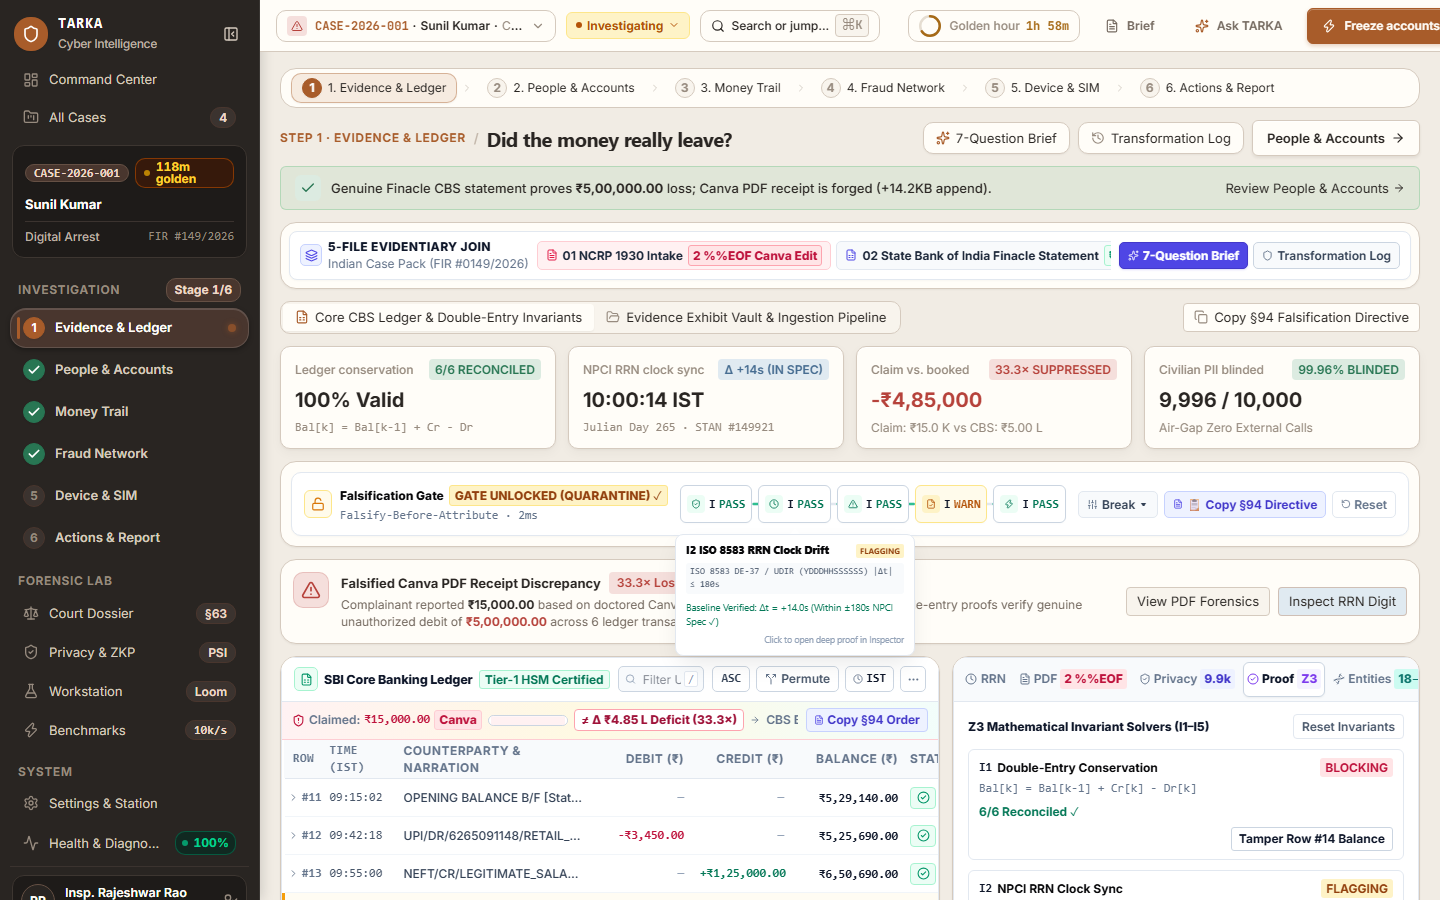 TARKA
Cyber Intelligence
Command Center
All Cases 4
CASE-2026-001 118m golden
Sunil Kumar
Digital Arrest FIR #149/2026
INVESTIGATION Stage 1/6
1 Evidence & Ledger
People & Accounts
Money Trail
Fraud Network
5 Device & SIM
6 Actions & Report
FORENSIC LAB
Court Dossier §63
Privacy & ZKP PSI
Workstation Loom
Benchmarks 10k/s
SYSTEM
Settings & Station
Health & Diagno... 100%
Insp. Rajeshwar Rao
CASE-2026-001 · Sunil Kumar · C... Investigating Search or jump... ⌘K Golden hour 1h 58m Brief Ask TARKA Freeze accounts
1 1. Evidence & Ledger 2 2. People & Accounts 3 3. Money Trail 4 4. Fraud Network 5 5. Device & SIM 6 6. Actions & Report
STEP 1 · EVIDENCE & LEDGER / Did the money really leave? 7-Question Brief Transformation Log People & Accounts →
Genuine Finacle CBS statement proves ₹5,00,000.00 loss; Canva PDF receipt is forged (+14.2KB append). Review People & Accounts →
5-FILE EVIDENTIARY JOIN
Indian Case Pack (FIR #0149/2026)
01 NCRP 1930 Intake 2 %%EOF Canva Edit 02 State Bank of India Finacle Statement 7-Question Brief Transformation Log
Core CBS Ledger & Double-Entry Invariants Evidence Exhibit Vault & Ingestion Pipeline Copy §94 Falsification Directive
Ledger conservation 6/6 RECONCILED
100% Valid
Bal[k] = Bal[k-1] + Cr - Dr
NPCI RRN clock sync Δ +14s (IN SPEC)
10:00:14 IST
Julian Day 265 · STAN #149921
Claim vs. booked 33.3× SUPPRESSED
-₹4,85,000
Claim: ₹15.0 K vs CBS: ₹5.00 L
Civilian PII blinded 99.96% BLINDED
9,996 / 10,000
Air-Gap Zero External Calls
Falsification Gate GATE UNLOCKED (QUARANTINE) ✓
Falsify-Before-Attribute · 2ms
I PASS I PASS I PASS I WARN I PASS Break ▾ 📋 Copy §94 Directive Reset
I2 ISO 8583 RRN Clock Drift FLAGGING
ISO 8583 DE-37 / UDIR (YDDDHHSSSSSS) |Δt|
≤ 180s
Baseline Verified: Δt = +14.0s (Within ±180s NPCI
Spec ✓)
Click to open deep proof in Inspector
Falsified Canva PDF Receipt Discrepancy 33.3× Los
Complainant reported ₹15,000.00 based on doctored Canv e-entry proofs verify genuine
unauthorized debit of ₹5,00,000.00 across 6 ledger transa
View PDF Forensics Inspect RRN Digit
SBI Core Banking Ledger Tier-1 HSM Certified Filter / ASC Permute IST ...
Claimed: ₹15,000.00 Canva ≠ Δ ₹4.85 L Deficit (33.3×) → CBS Copy §94 Order
ROW TIME (IST) COUNTERPARTY & NARRATION DEBIT (₹) CREDIT (₹) BALANCE (₹) STAT
#11 09:15:02 OPENING BALANCE B/F [Stat... — — ₹5,29,140.00
#12 09:42:18 UPI/DR/6265091148/RETAIL_... -₹3,450.00 — ₹5,25,690.00
#13 09:55:00 NEFT/CR/LEGITIMATE_SALA... — +₹1,25,000.00 ₹6,50,690.00
RRN PDF 2 %%EOF Privacy 9.9k Proof Z3 Entities 18–
Z3 Mathematical Invariant Solvers (I1–I5) Reset Invariants
I1 Double-Entry Conservation BLOCKING
Bal[k] = Bal[k-1] + Cr[k] - Dr[k]
6/6 Reconciled ✓
Tamper Row #14 Balance
I2 NPCI RRN Clock Sync FLAGGING